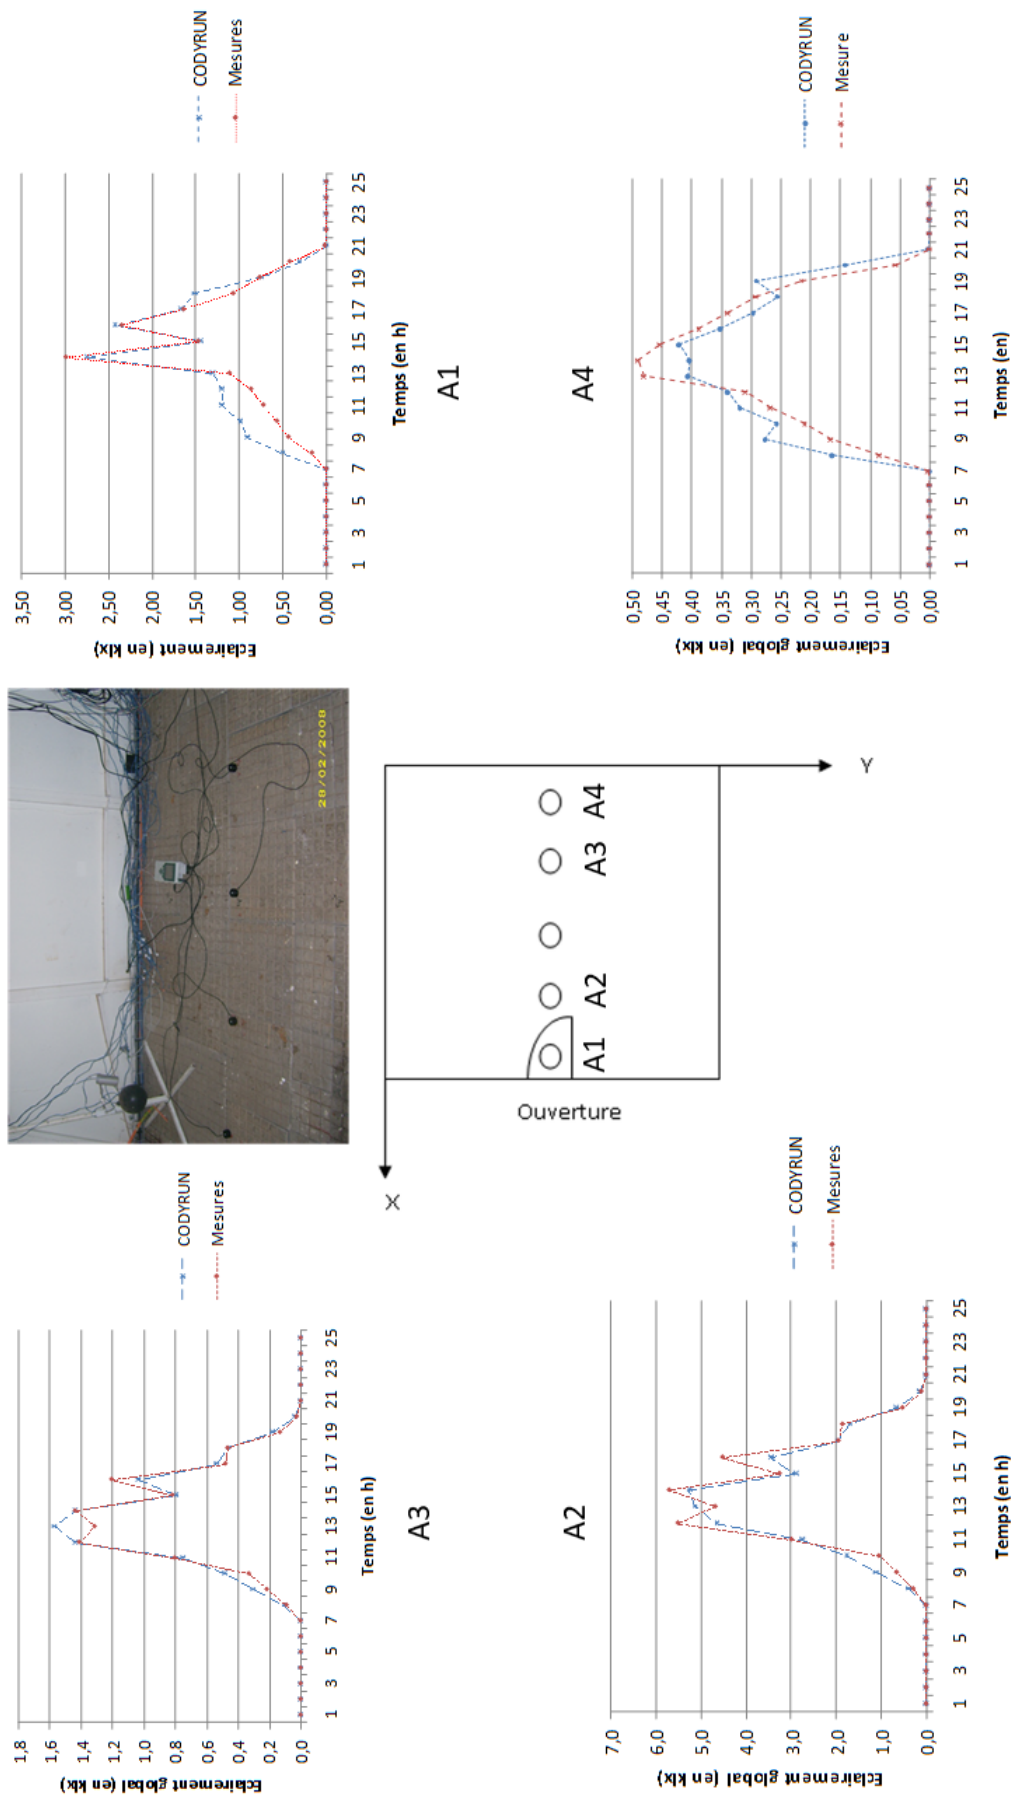 Eclairement global (en klx)
1,8
1,6
1,4
1,2
1,0
0,8
0,6
0,4
0,2
0,0
1 3 5 7 9 11 13 15 17 19 21 23 25
Temps (en h)
CODYRUN
Mesures
A3
28/02/2008
Eclairement (en klx)
3,50
3,00
2,50
2,00
1,50
1,00
0,50
0,00
1 3 5 7 9 11 13 15 17 19 21 23 25
Temps (en h)
CODYRUN
Mesures
A1
X
Ouverture
A1 A2 A3 A4
Y
A2
Eclairement global (en klx)
7,0
6,0
5,0
4,0
3,0
2,0
1,0
0,0
1 3 5 7 9 11 13 15 17 19 21 23 25
Temps (en h)
CODYRUN
Mesures
A4
Eclairement global (en klx)
0,50
0,45
0,40
0,35
0,30
0,25
0,20
0,15
0,10
0,05
0,00
1 3 5 7 9 11 13 15 17 19 21 23 25
Temps (en)
CODYRUN
Mesure